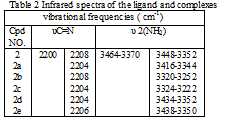 Table 2 Infrared spectra of the ligand and complexes
vibrational frequencies ( cm⁻¹)
Cpd NO. υC=N υ 2(NH₂)
2 2200 2208 3464-3370 3448-3352
2a 2204 3416-3344
2b 2208 3320-3252
2c 2204 3324-3222
2d 2204 3434-3352
2e 2206 3438-3350